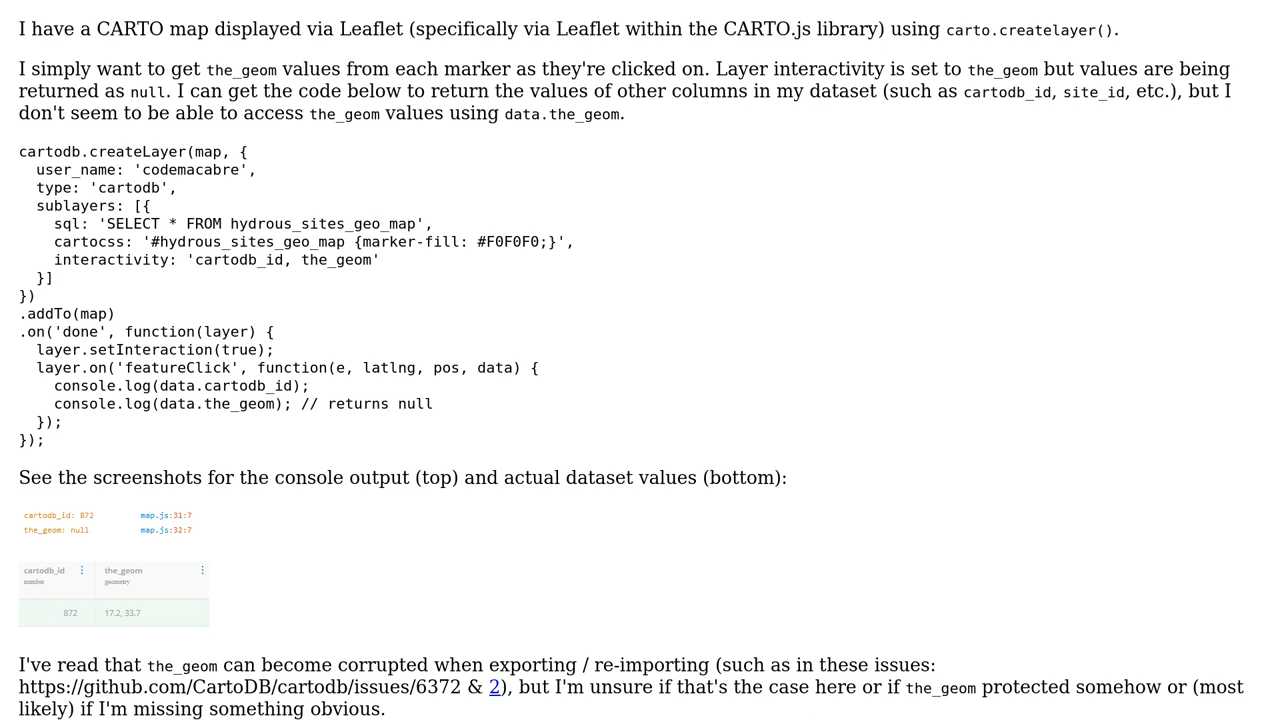 I have a CARTO map displayed via Leaflet (specifically via Leaflet within the CARTO.js library) using carto.createlayer().
I simply want to get the_geom values from each marker as they're clicked on. Layer interactivity is set to the_geom but values are being
returned as null. I can get the code below to return the values of other columns in my dataset (such as cartodb_id, site_id, etc.), but I
don't seem to be able to access the_geom values using data.the_geom.
cartodb.createLayer(map, {
  user_name: 'codemacabre',
  type: 'cartodb',
  sublayers: [{
    sql: 'SELECT * FROM hydrous_sites_geo_map',
    cartocss: '#hydrous_sites_geo_map {marker-fill: #F0F0F0;}',
    interactivity: 'cartodb_id, the_geom'
  }]
})
.addTo(map)
.on('done', function(layer) {
  layer.setInteraction(true);
  layer.on('featureClick', function(e, latlng, pos, data) {
    console.log(data.cartodb_id);
    console.log(data.the_geom); // returns null
  });
});
See the screenshots for the console output (top) and actual dataset values (bottom):
cartodb_id: 872 map.js:31:7
the_geom: null map.js:32:7
cartodb_id the_geom
number geometry
872 17.2, 33.7
I've read that the_geom can become corrupted when exporting / re-importing (such as in these issues:
https://github.com/CartoDB/cartodb/issues/6372 & 2), but I'm unsure if that's the case here or if the_geom protected somehow or (most
likely) if I'm missing something obvious.